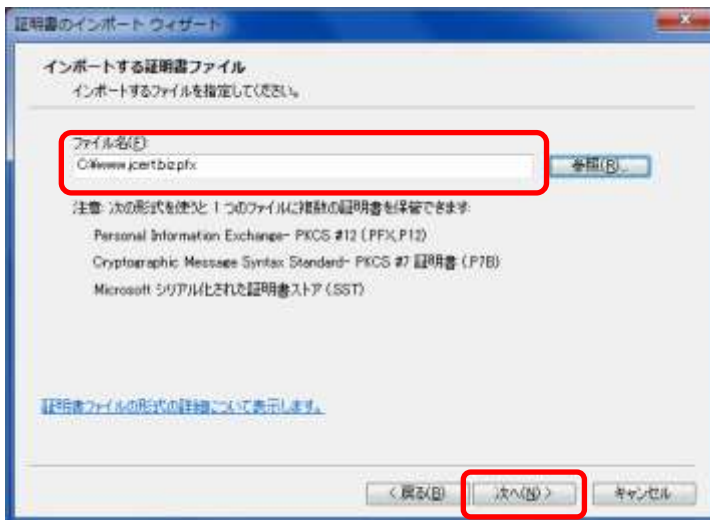 証明書のインポート ウィザード
インポートする証明書ファイル
インポートするファイルを指定してください。
ファイル名(F):
C:¥www.jcert.biz.pfx
参照(R)...
注意: 次の形式を使うと 1 つのファイルに複数の証明書を保管できます:
Personal Information Exchange- PKCS #12 (.PFX,.P12)
Cryptographic Message Syntax Standard- PKCS #7 証明書 (.P7B)
Microsoft シリアル化された証明書ストア (.SST)
証明書ファイルの形式の詳細について表示します。
< 戻る(B)
次へ(N) >
キャンセル